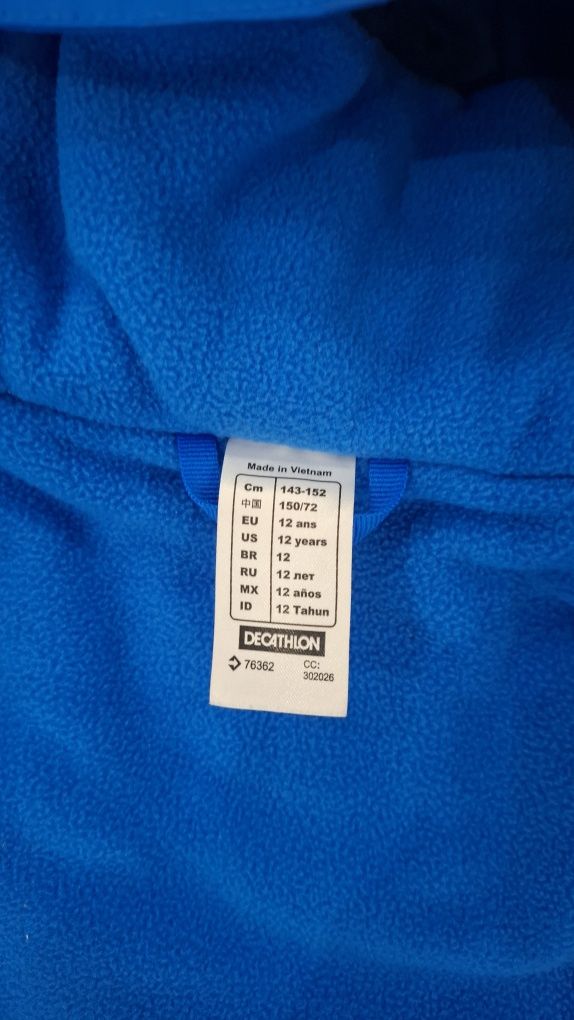 Made in Vietnam
Cm 143-152
中国 150/72
EU 12 ans
US 12 years
BR 12
RU 12 лет
MX 12 años
ID 12 Tahun
DECATHLON
76362 CC:
302026